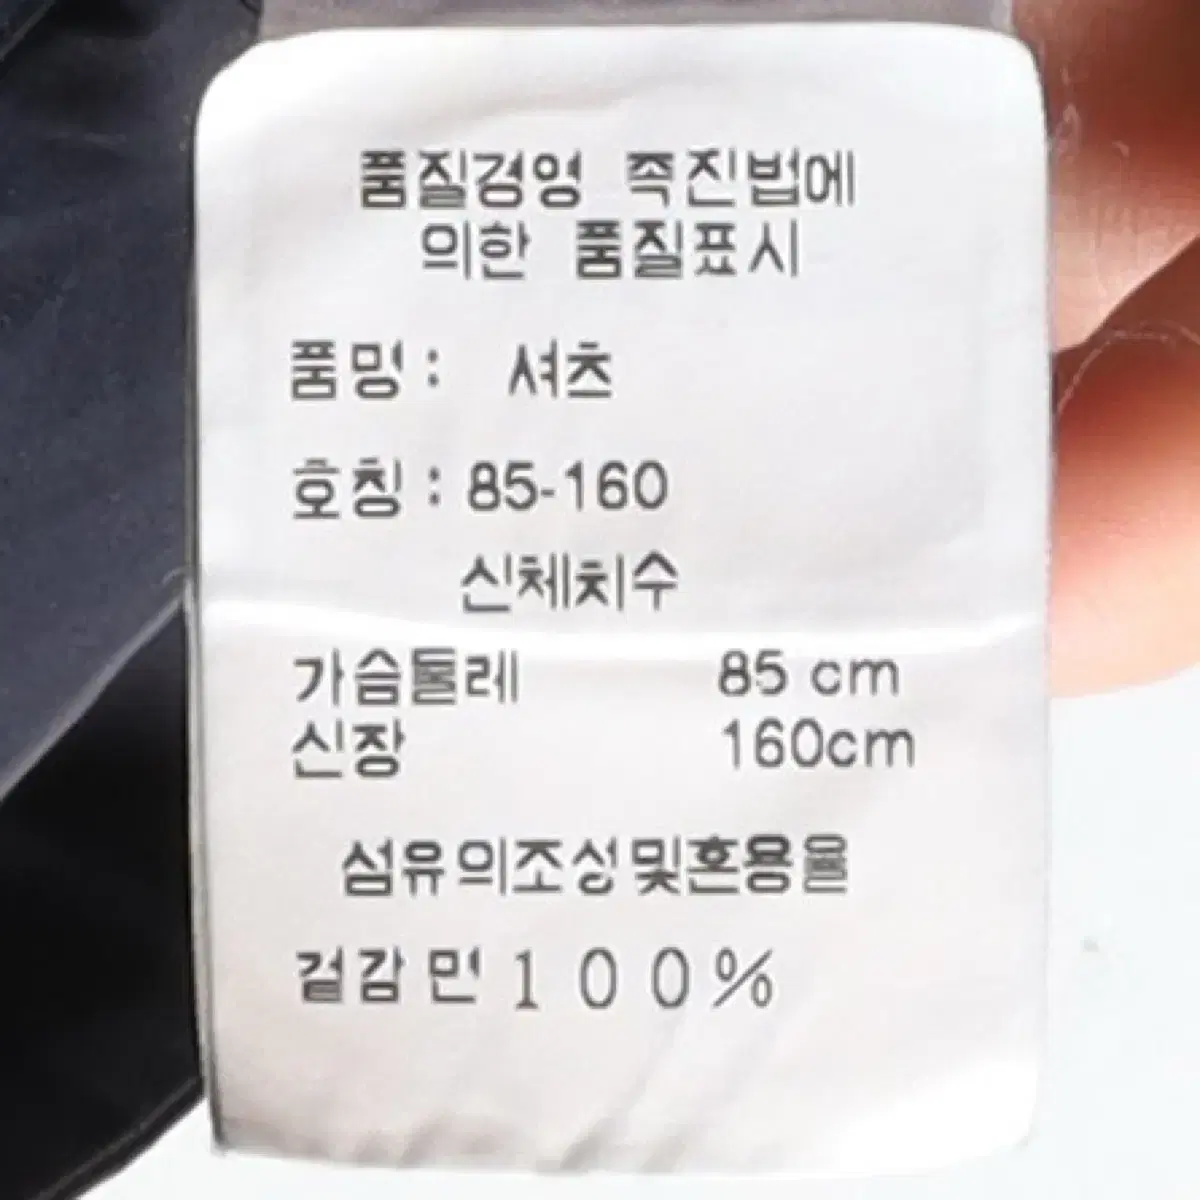 품질경영 촉진법에
의한 품질표시
품명 : 셔츠
호칭 : 85-160
신체치수
가슴둘레 85 cm
신장 160cm
섬유의조성및혼용율
겉감 면 100%